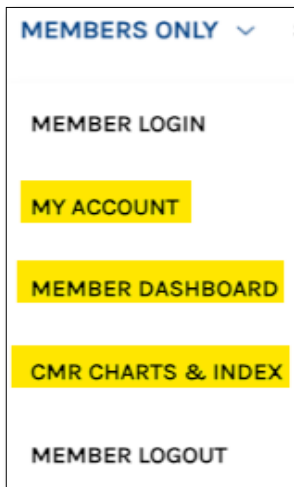 MEMBERS ONLY
MEMBER LOGIN
MY ACCOUNT
MEMBER DASHBOARD
CMR CHARTS & INDEX
MEMBER LOGOUT